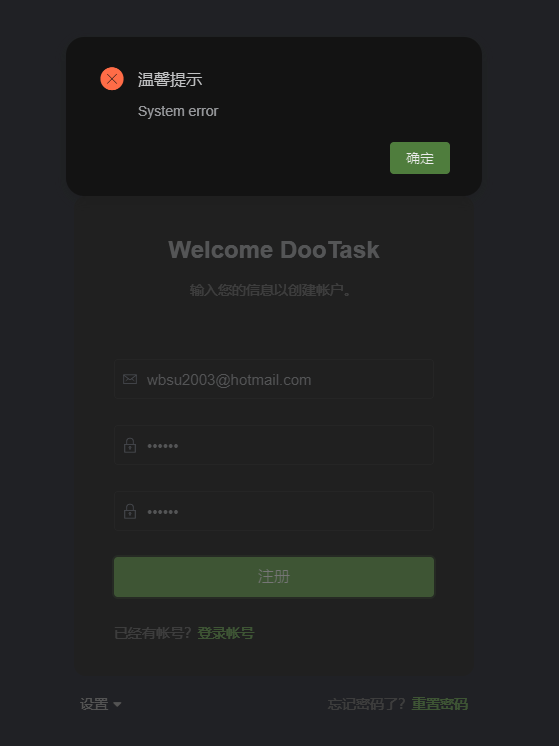 温馨提示
System error
确定
Welcome DooTask
输入您的信息以创建帐户。
wbsu2003@hotmail.com
••••••
••••••
注册
已经有帐号? 登录帐号
设置
忘记密码了? 重置密码